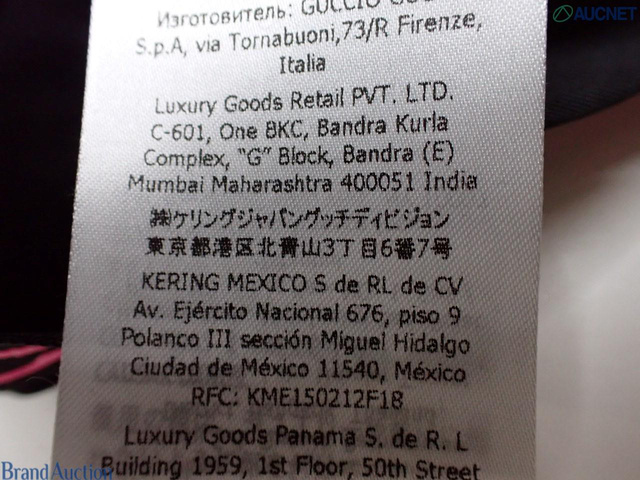 AUCNET
Изготовитель: GUCCIO
S.p.A, via Tornabuoni,73/R Firenze,
Italia
Luxury Goods Retail PVT. LTD.
C-601, One BKC, Bandra Kurla
Complex, "G" Block, Bandra (E)
Mumbai Maharashtra 400051 India
㈱ケリングジャパングッチディビジョン
東京都港区北青山3丁目6番7号
KERING MEXICO S de RL de CV
Av. Ejército Nacional 676, piso 9
Polanco III sección Miguel Hidalgo
Ciudad de México 11540, México
RFC: KME150212F18
Luxury Goods Panama S. de R. L
Building 1959, 1st Floor, 50th Street
Brand Auction